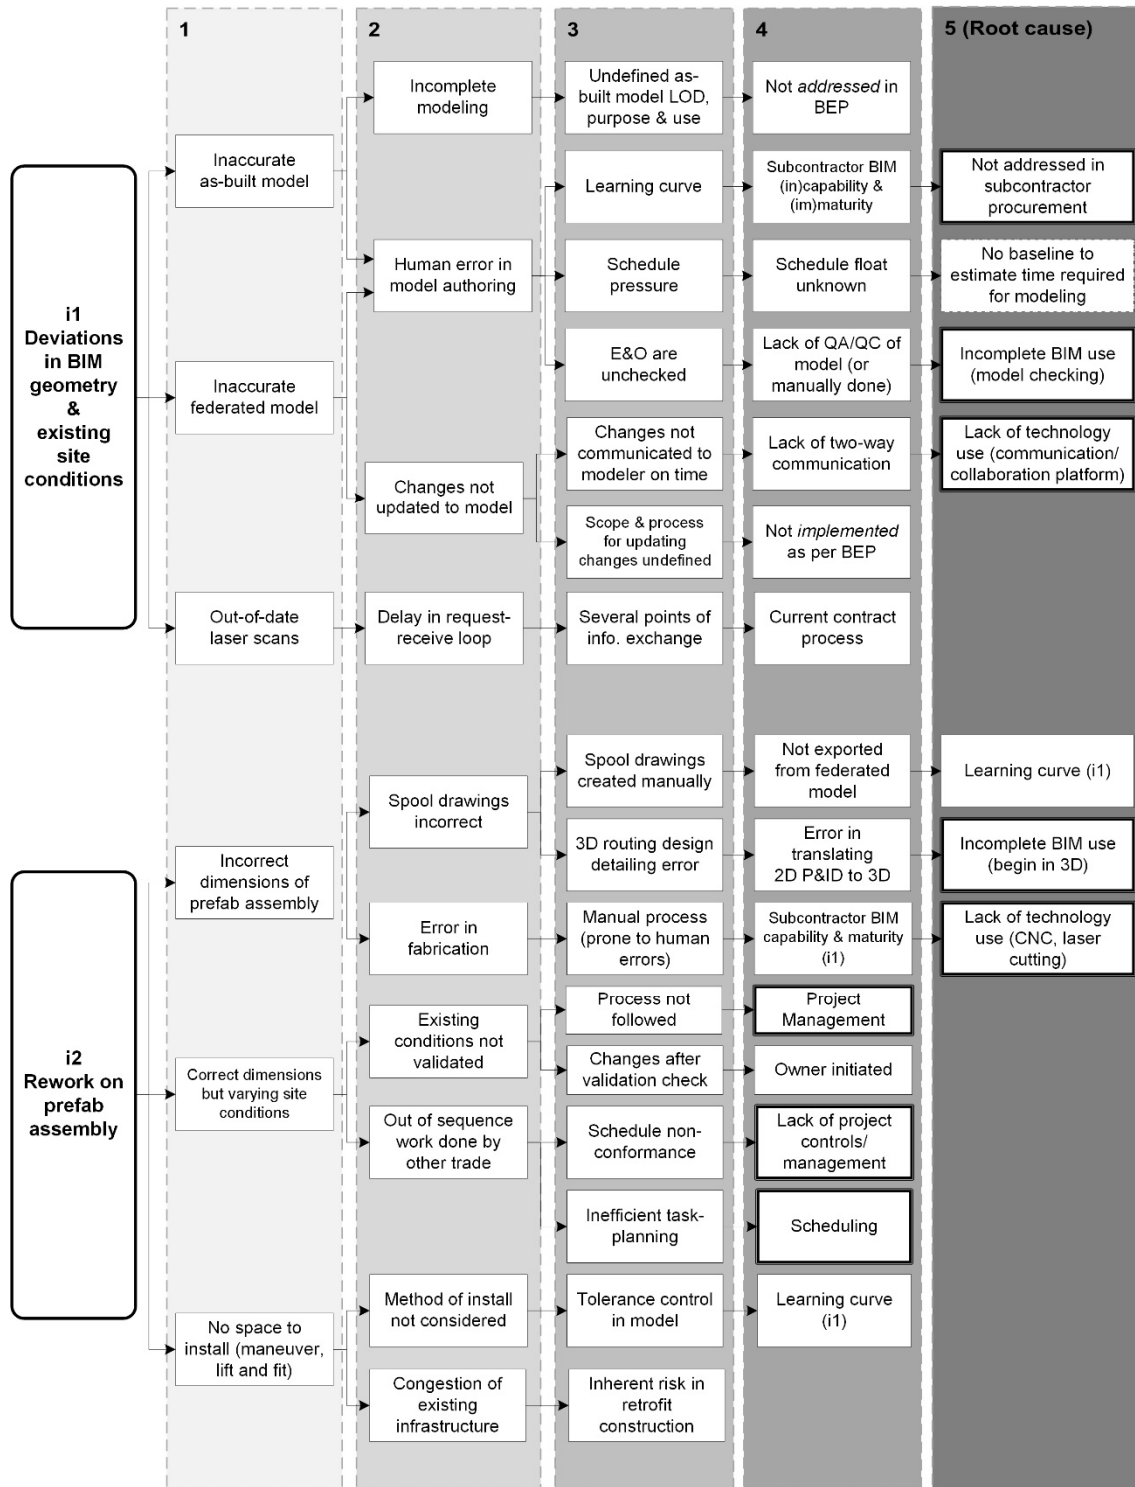 1
2
3
4
5 (Root cause)
i1
Deviations
in BIM
geometry
&
existing
site
conditions
Inaccurate
as-built model
Inaccurate
federated model
Out-of-date
laser scans
Incomplete
modeling
Human error in
model authoring
Changes not
updated to model
Delay in request-
receive loop
Undefined as-
built model LOD,
purpose & use
Learning curve
Schedule
pressure
E&O are
unchecked
Changes not
communicated to
modeler on time
Scope & process
for updating
changes undefined
Several points of
info. exchange
Not addressed in
BEP
Subcontractor BIM
(in)capability &
(im)maturity
Schedule float
unknown
Lack of QA/QC of
model (or
manually done)
Lack of two-way
communication
Not implemented
as per BEP
Current contract
process
Not addressed in
subcontractor
procurement
No baseline to
estimate time required
for modeling
Incomplete BIM use
(model checking)
Lack of technology
use (communication/
collaboration platform)
i2
Rework on
prefab
assembly
Incorrect
dimensions of
prefab assembly
Correct dimensions
but varying site
conditions
No space to
install (maneuver,
lift and fit)
Spool drawings
incorrect
Error in
fabrication
Existing
conditions not
validated
Out of sequence
work done by
other trade
Method of install
not considered
Congestion of
existing
infrastructure
Spool drawings
created manually
3D routing design
detailing error
Manual process
(prone to human
errors)
Process not
followed
Changes after
validation check
Schedule non-
conformance
Inefficient task-
planning
Tolerance control
in model
Inherent risk in
retrofit
construction
Not exported
from federated
model
Error in
translating
2D P&ID to 3D
Subcontractor BIM
capability & maturity
(i1)
Project
Management
Owner initiated
Lack of project
controls/
management
Scheduling
Learning curve
(i1)
Learning curve (i1)
Incomplete BIM use
(begin in 3D)
Lack of technology
use (CNC, laser
cutting)